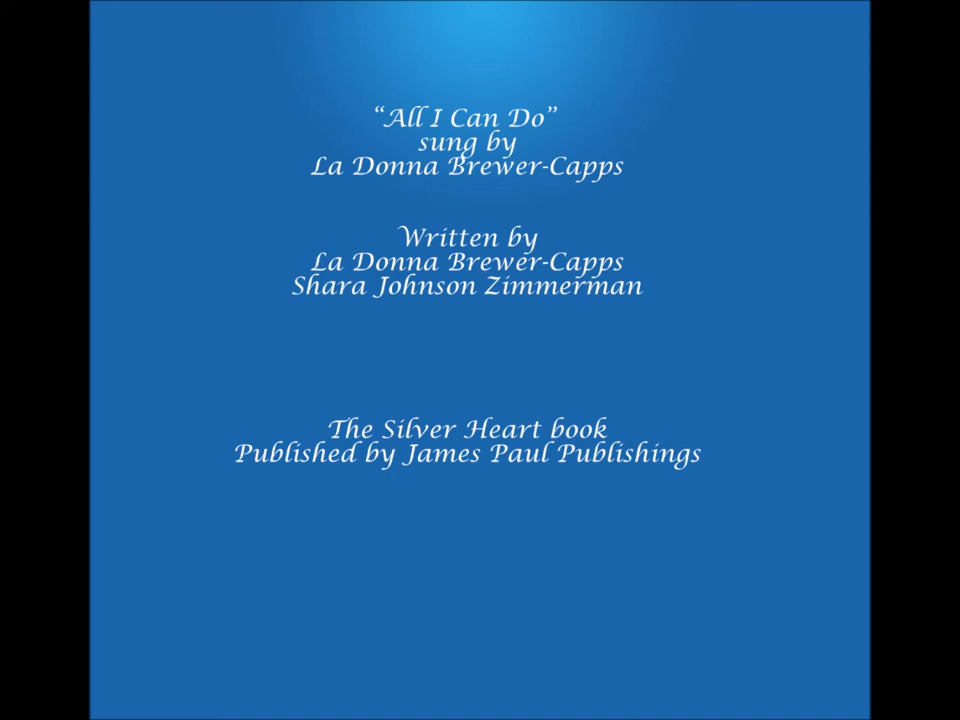 “All I Can Do”
sung by
La Donna Brewer-Capps
Written by
La Donna Brewer-Capps
Shara Johnson Zimmerman
The Silver Heart book
Published by James Paul Publishings